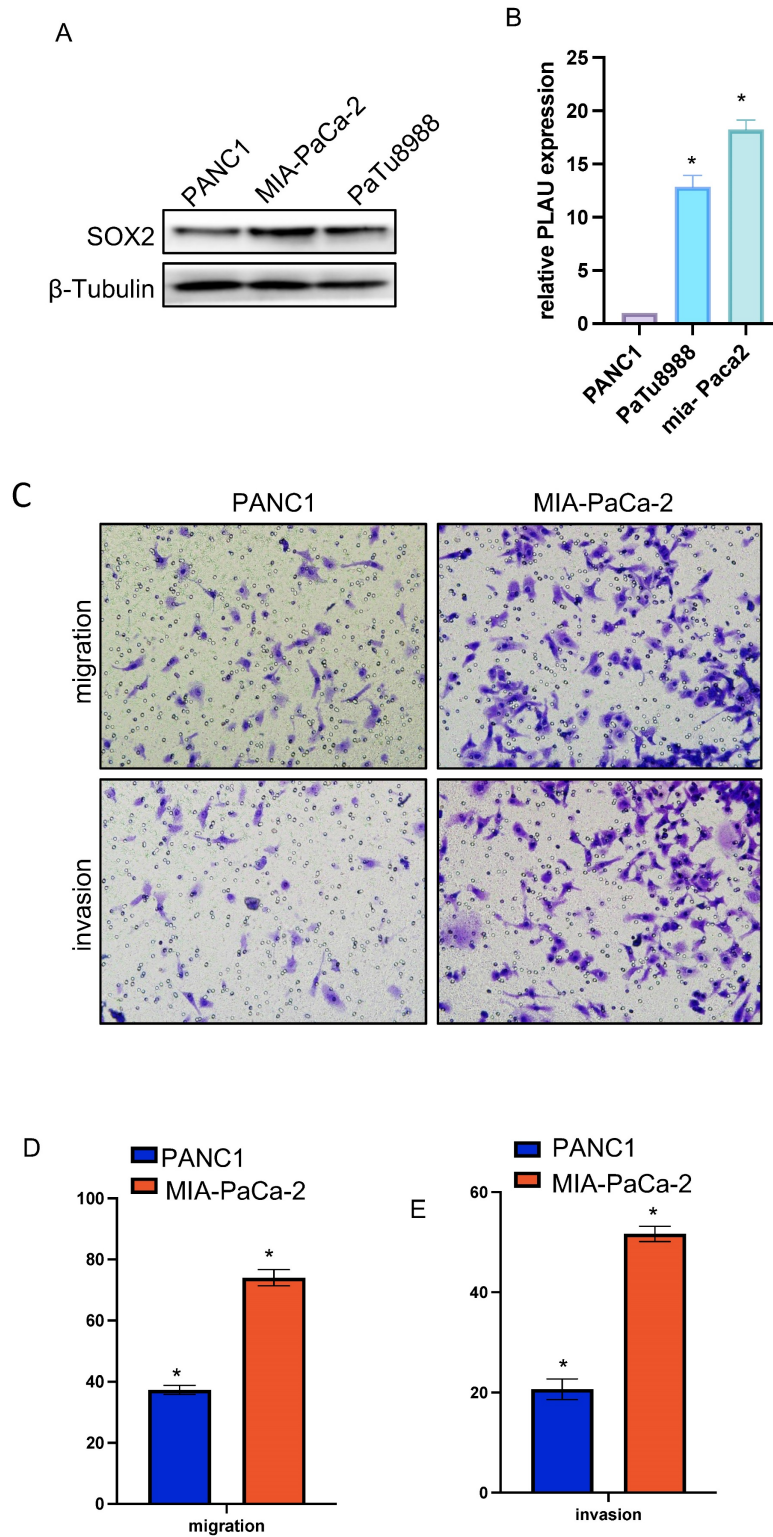 A
PANC1
MIA-PaCa-2
PaTu8988
SOX2
β-Tubulin
B
relative PLAU expression
25
20
15
10
5
0
*
*
PANC1
PaTu8988
mia- Paca2
C
PANC1
MIA-PaCa-2
migration
invasion
D
PANC1
MIA-PaCa-2
100
80
60
40
20
0
*
*
migration
E
PANC1
MIA-PaCa-2
60
40
20
0
*
*
invasion